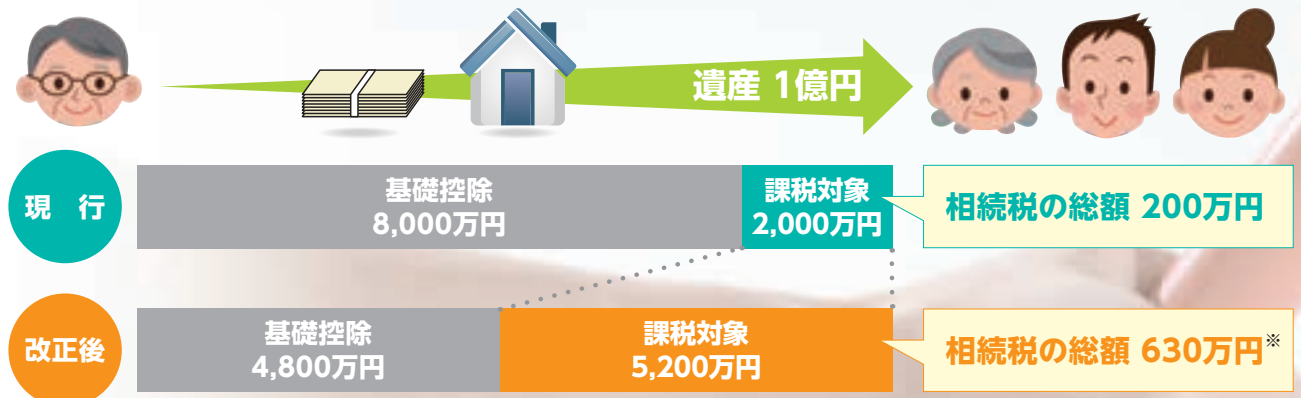 遺産 1億円
現 行
基礎控除
8,000万円
課税対象
2,000万円
相続税の総額 200万円
改正後
基礎控除
4,800万円
課税対象
5,200万円
相続税の総額 630万円※